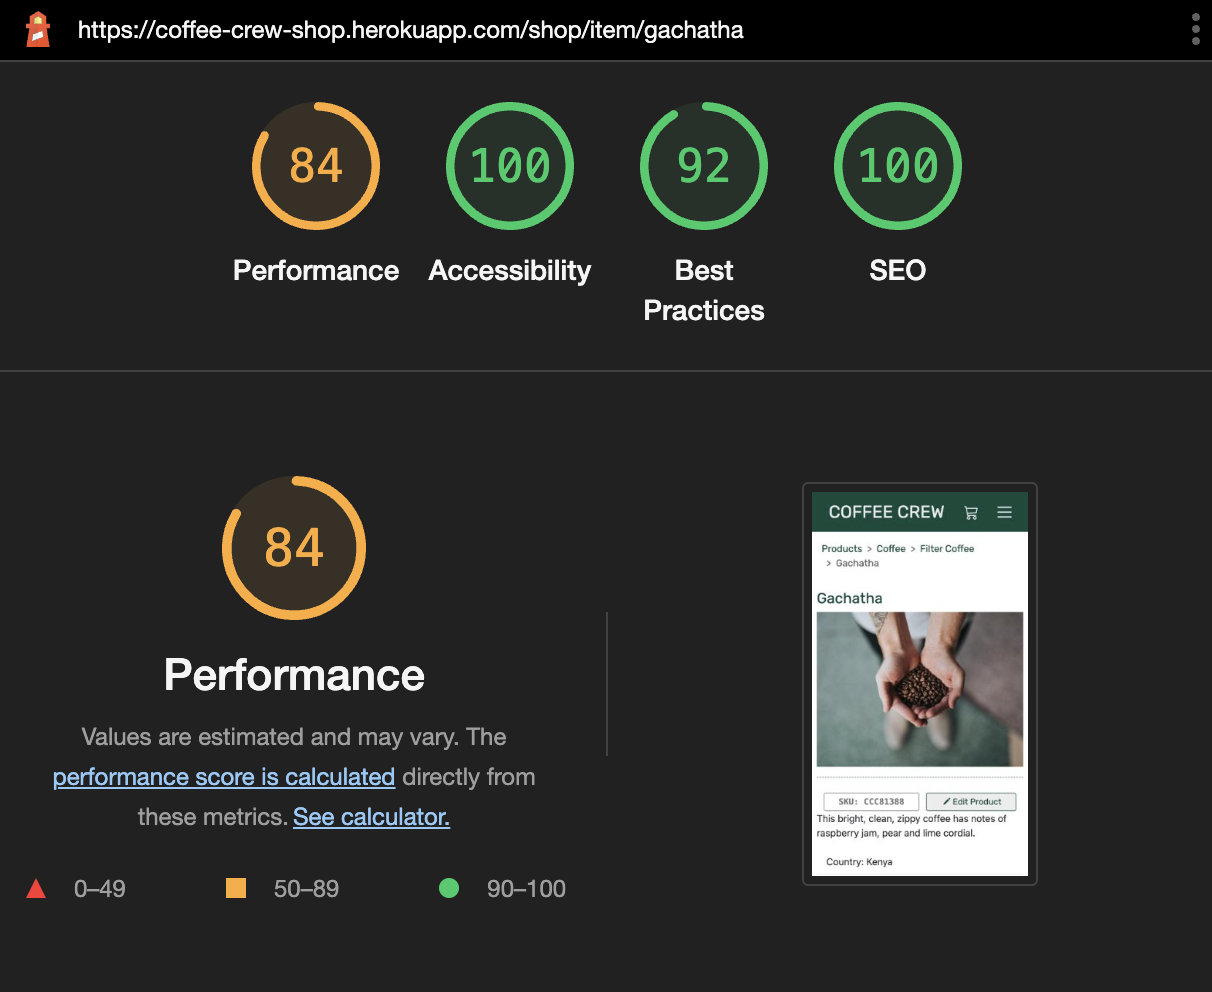 https://coffee-crew-shop.herokuapp.com/shop/item/gachatha
84
100
92
100
Performance
Accessibility
Best
Practices
SEO
84
Performance
Values are estimated and may vary. The
performance score is calculated directly from
these metrics. See calculator.
0–49
50–89
90–100
COFFEE CREW
Products > Coffee > Filter Coffee
> Gachatha
Gachatha
SKU: CCC81388
Edit Product
This bright, clean, zippy coffee has notes of
raspberry jam, pear and lime cordial.
Country: Kenya